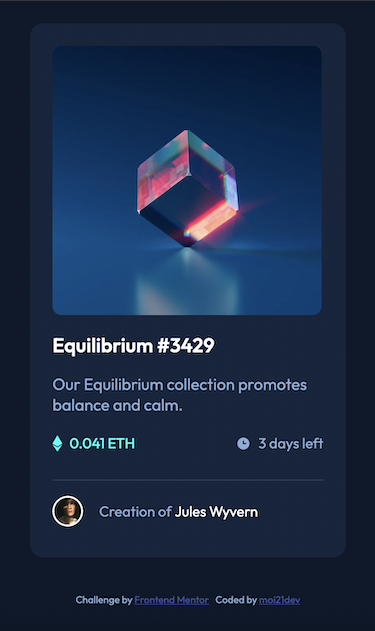 Equilibrium #3429
Our Equilibrium collection promotes
balance and calm.
0.041 ETH 3 days left
Creation of Jules Wyvern
Challenge by Frontend Mentor Coded by moi21dev